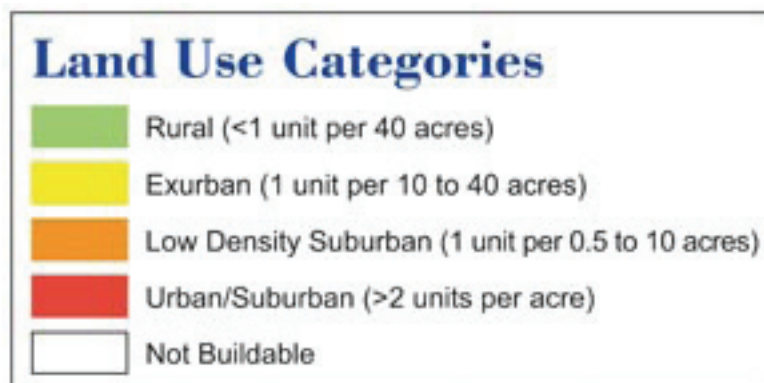 Land Use Categories
Rural (<1 unit per 40 acres)
Exurban (1 unit per 10 to 40 acres)
Low Density Suburban (1 unit per 0.5 to 10 acres)
Urban/Suburban (>2 units per acre)
Not Buildable